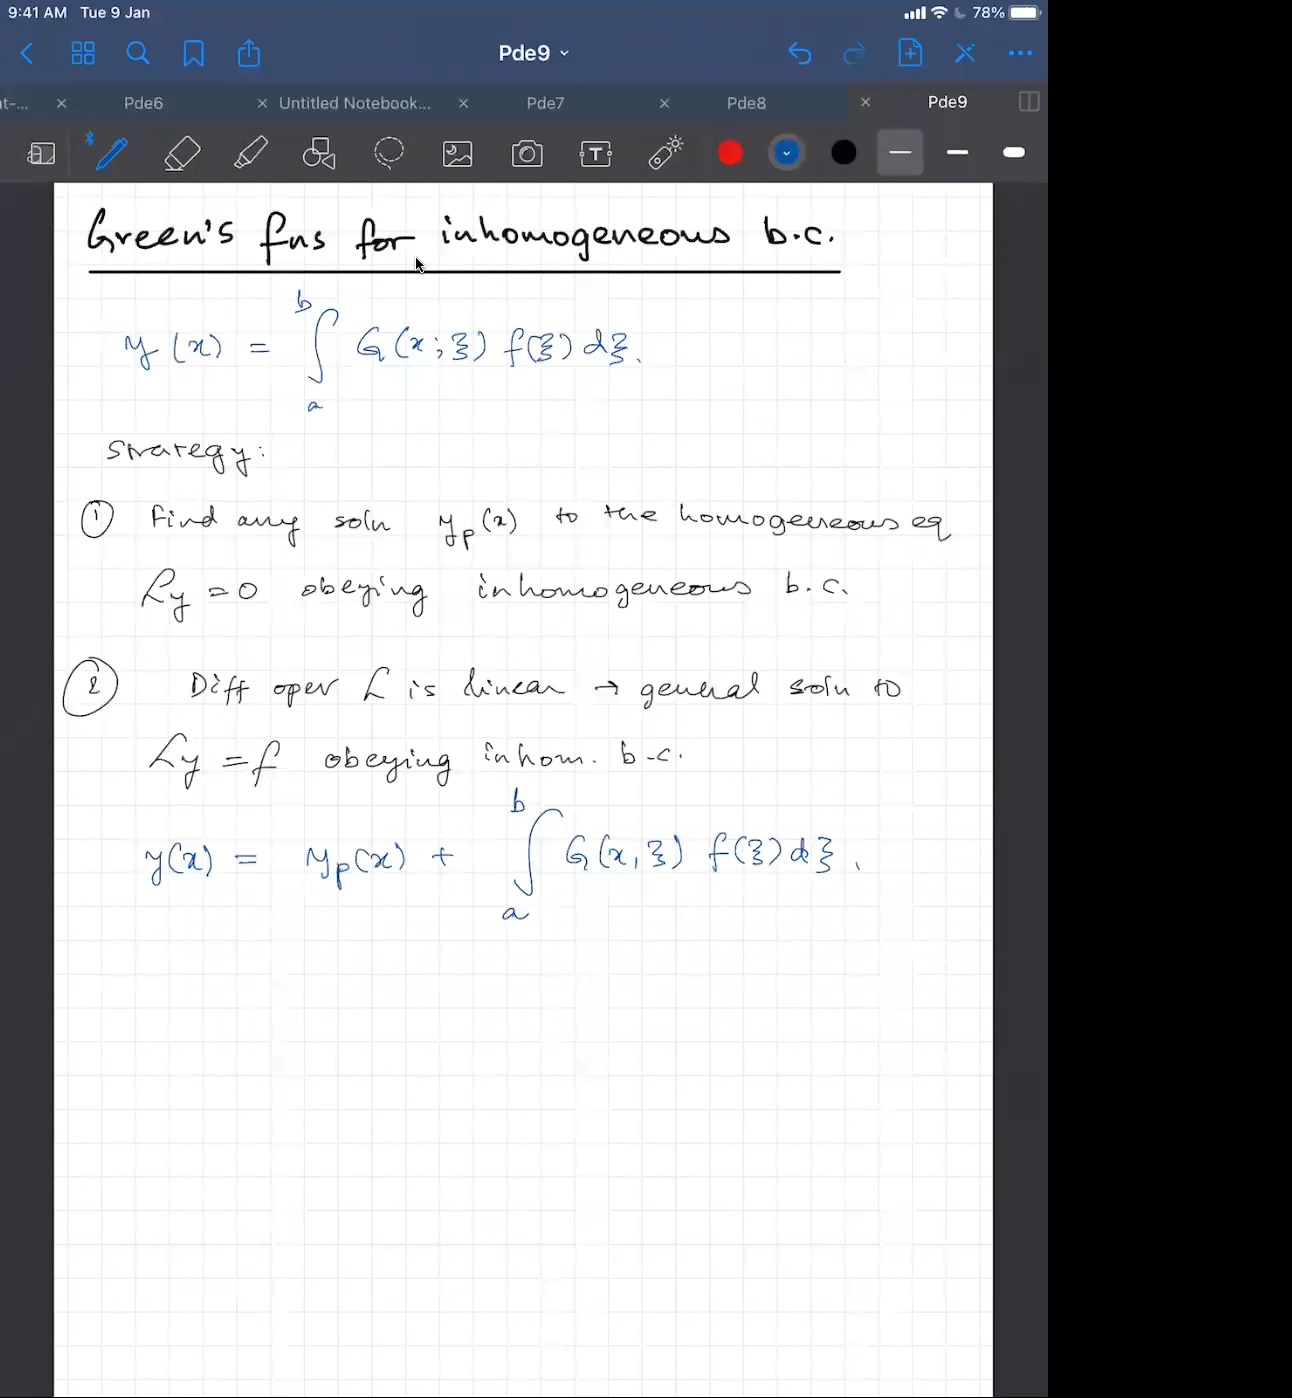 9:41 AM Tue 9 Jan 78%
Pde9
at-... Pde6 Untitled Notebook... Pde7 Pde8 Pde9
Green's fns for inhomogeneous b.c.
y(x) = ∫_a^b G(x;ξ) f(ξ) dξ.
Strategy:
① Find any soln y_p(x) to the homogeneous eq
Ly = 0 obeying inhomogeneous b.c.
② Diff oper L is linear → general soln to
Ly = f obeying inhom. b.c.
y(x) = y_p(x) + ∫_a^b G(x,ξ) f(ξ) dξ.